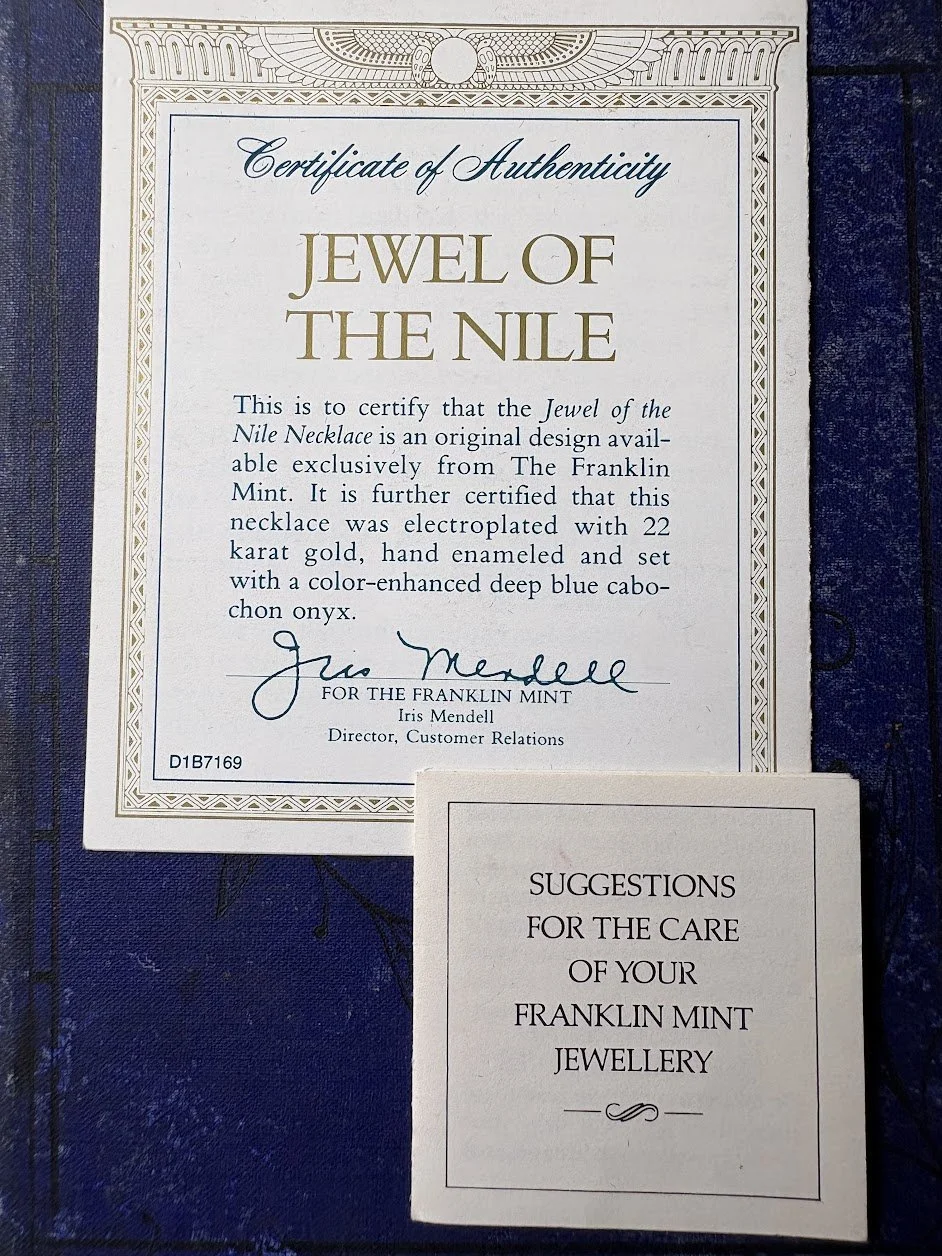 Certificate of Authenticity
JEWEL OF
THE NILE
This is to certify that the Jewel of the
Nile Necklace is an original design avail-
able exclusively from The Franklin
Mint. It is further certified that this
necklace was electroplated with 22
karat gold, hand enameled and set
with a color-enhanced deep blue cabo-
chon onyx.
Iris Mendell
FOR THE FRANKLIN MINT
Iris Mendell
Director, Customer Relations
D1B7169
SUGGESTIONS
FOR THE CARE
OF YOUR
FRANKLIN MINT
JEWELLERY